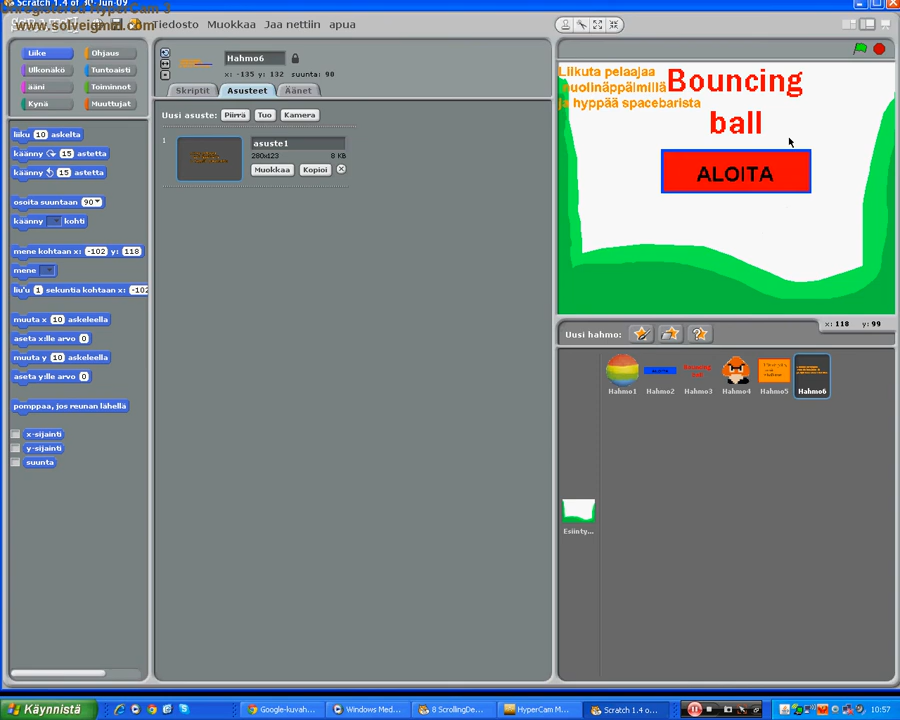 Scratch 1.4 of 30-Jun-09
Unregistered HyperCam 3
www.solveigmm.com
Tiedosto Muokkaa Jaa nettiin apua
Liike Ohjaus
Ulkonäkö Tuntoaisti
ääni Toiminnot
Kynä Muuttujat
liiku 10 askelta
käänny 15 astetta
käänny 15 astetta
osoita suuntaan 90
käänny kohti
mene kohtaan x: -102 y: 118
mene
liu'u 1 sekuntia kohtaan x: -102
muuta x 10 askeleella
aseta x:lle arvo 0
muuta y 10 askeleella
aseta y:lle arvo 0
pomppaa, jos reunan lähellä
x-sijainti
y-sijainti
suunta
Hahmo6
x: -135 y: 132 suunta: 90
Skriptit Asusteet Äänet
Uusi asuste: Piirrä Tuo Kamera
1
asuste1
280x123 8 KB
Muokkaa Kopioi
Liikuta pelaajaa
nuolinäppäimillä
ja hyppää spacebarista
Bouncing
ball
ALOITA
x: 118 y: 99
Uusi hahmo:
Hahmo1 Hahmo2 Hahmo3 Hahmo4 Hahmo5 Hahmo6
Esiinty...
Käynnistä
Google-kuvah...
Windows Med...
8 ScrollingDe...
HyperCam M...
Scratch 1.4 o...
10:57